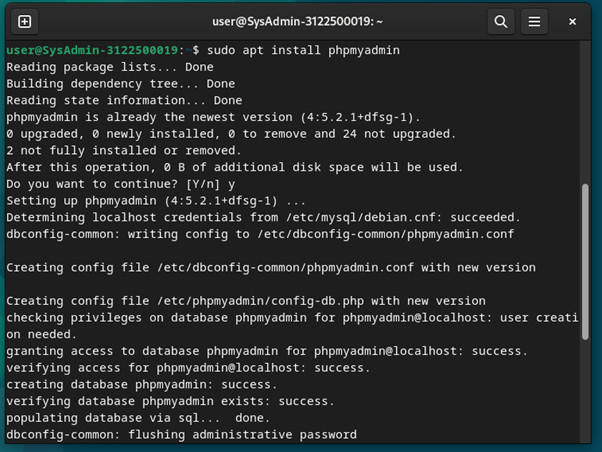 user@SysAdmin-3122500019: ~
user@SysAdmin-3122500019:~$ sudo apt install phpmyadmin
Reading package lists... Done
Building dependency tree... Done
Reading state information... Done
phpmyadmin is already the newest version (4:5.2.1+dfsg-1).
0 upgraded, 0 newly installed, 0 to remove and 24 not upgraded.
2 not fully installed or removed.
After this operation, 0 B of additional disk space will be used.
Do you want to continue? [Y/n] y
Setting up phpmyadmin (4:5.2.1+dfsg-1) ...
Determining localhost credentials from /etc/mysql/debian.cnf: succeeded.
dbconfig-common: writing config to /etc/dbconfig-common/phpmyadmin.conf
Creating config file /etc/dbconfig-common/phpmyadmin.conf with new version
Creating config file /etc/phpmyadmin/config-db.php with new version
checking privileges on database phpmyadmin for phpmyadmin@localhost: user creati
on needed.
granting access to database phpmyadmin for phpmyadmin@localhost: success.
verifying access for phpmyadmin@localhost: success.
creating database phpmyadmin: success.
verifying database phpmyadmin exists: success.
populating database via sql...  done.
dbconfig-common: flushing administrative password